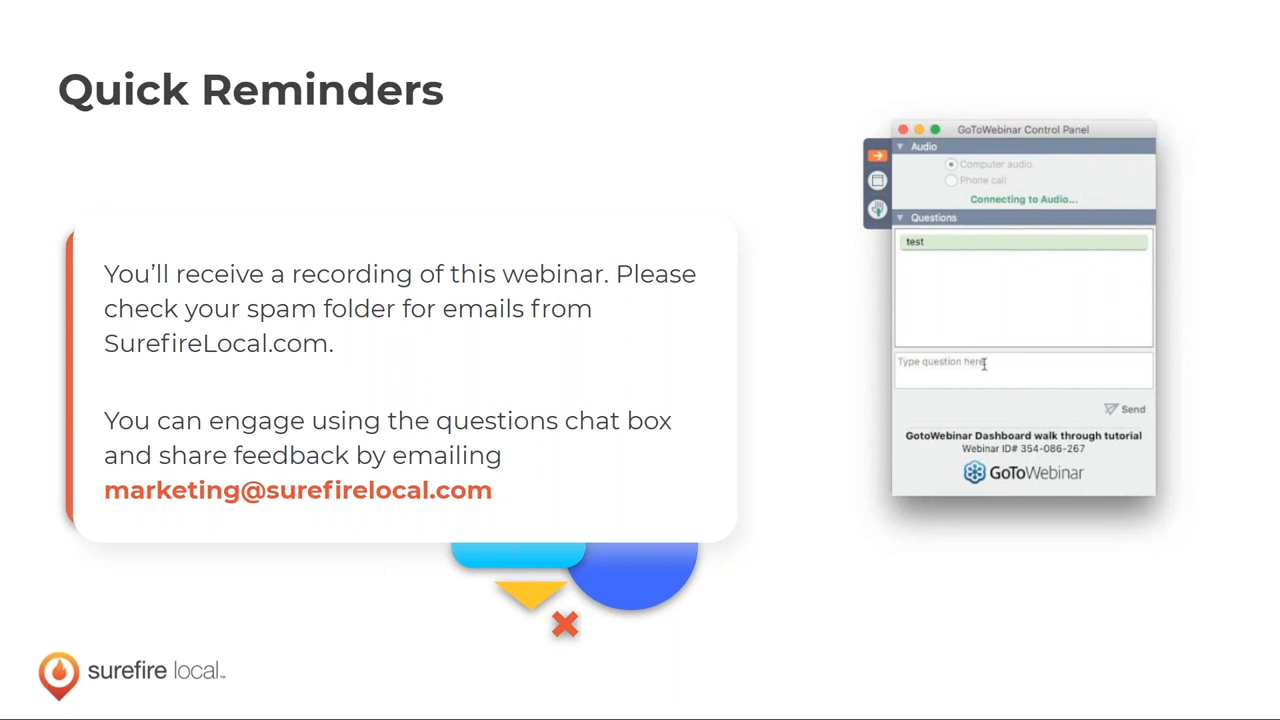 Quick Reminders
You’ll receive a recording of this webinar. Please
check your spam folder for emails from
SurefireLocal.com.
You can engage using the questions chat box
and share feedback by emailing
marketing@surefirelocal.com
GoToWebinar Control Panel
Audio
Computer audio
Phone call
Connecting to Audio...
Questions
test
Type question here
Send
GotoWebinar Dashboard walk through tutorial
Webinar ID# 354-086-267
GoToWebinar
surefire local™